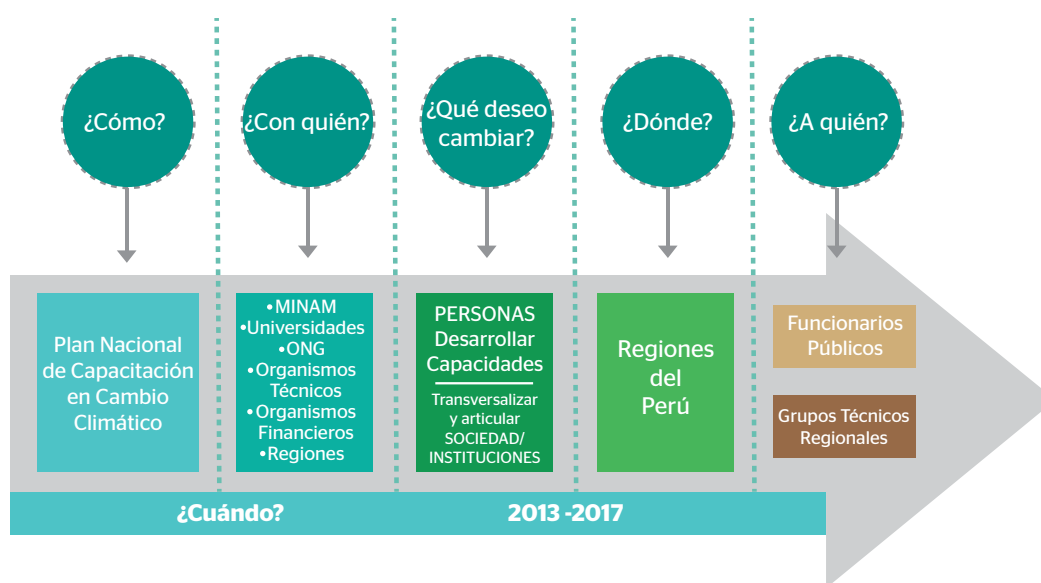 ¿Cómo?
¿Con quién?
¿Qué deseo
cambiar?
¿Dónde?
¿A quién?
Plan Nacional
de Capacitación
en Cambio
Climático
•MINAM
•Universidades
•ONG
•Organismos
Técnicos
•Organismos
Financieros
•Regiones
PERSONAS
Desarrollar
Capacidades
Transversalizar
y articular
SOCIEDAD/
INSTITUCIONES
Regiones
del
Perú
Funcionarios
Públicos
Grupos Técnicos
Regionales
¿Cuándo?
2013 -2017